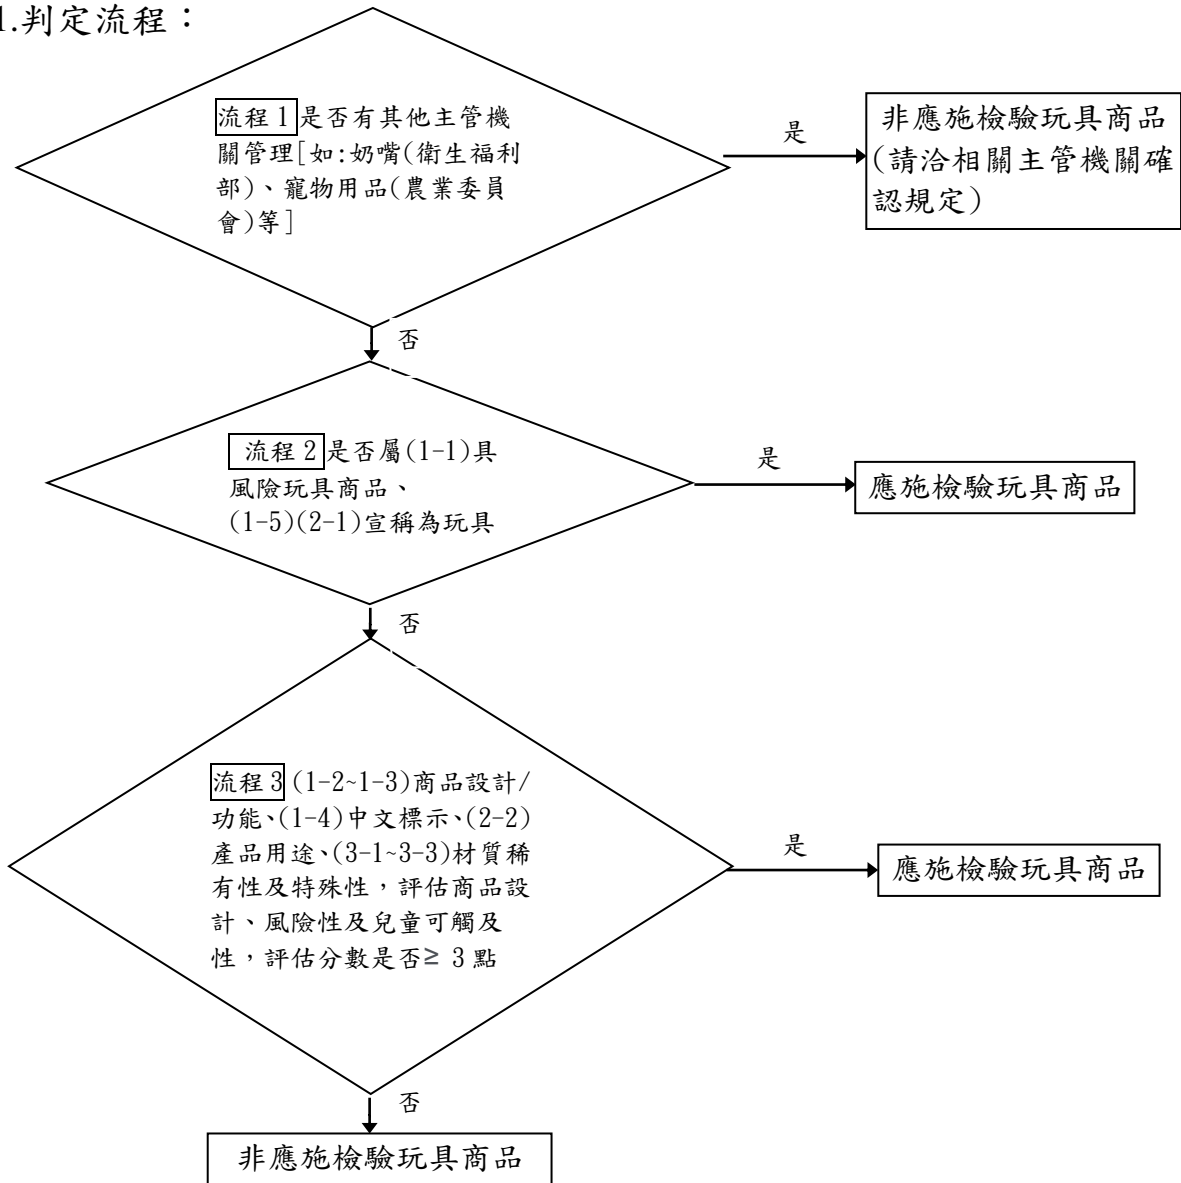 1.判定流程：
流程 1 是否有其他主管機
關管理[如:奶嘴(衛生福利
部)、寵物用品(農業委員
會)等]
是
非應施檢驗玩具商品
(請洽相關主管機關確
認規定)
否
流程 2 是否屬(1-1)具
風險玩具商品、
(1-5)(2-1)宣稱為玩具
是
應施檢驗玩具商品
否
流程 3 (1-2~1-3)商品設計/
功能、(1-4)中文標示、(2-2)
產品用途、(3-1~3-3)材質稀
有性及特殊性，評估商品設
計、風險性及兒童可觸及
性，評估分數是否≥ 3 點
是
應施檢驗玩具商品
否
非應施檢驗玩具商品